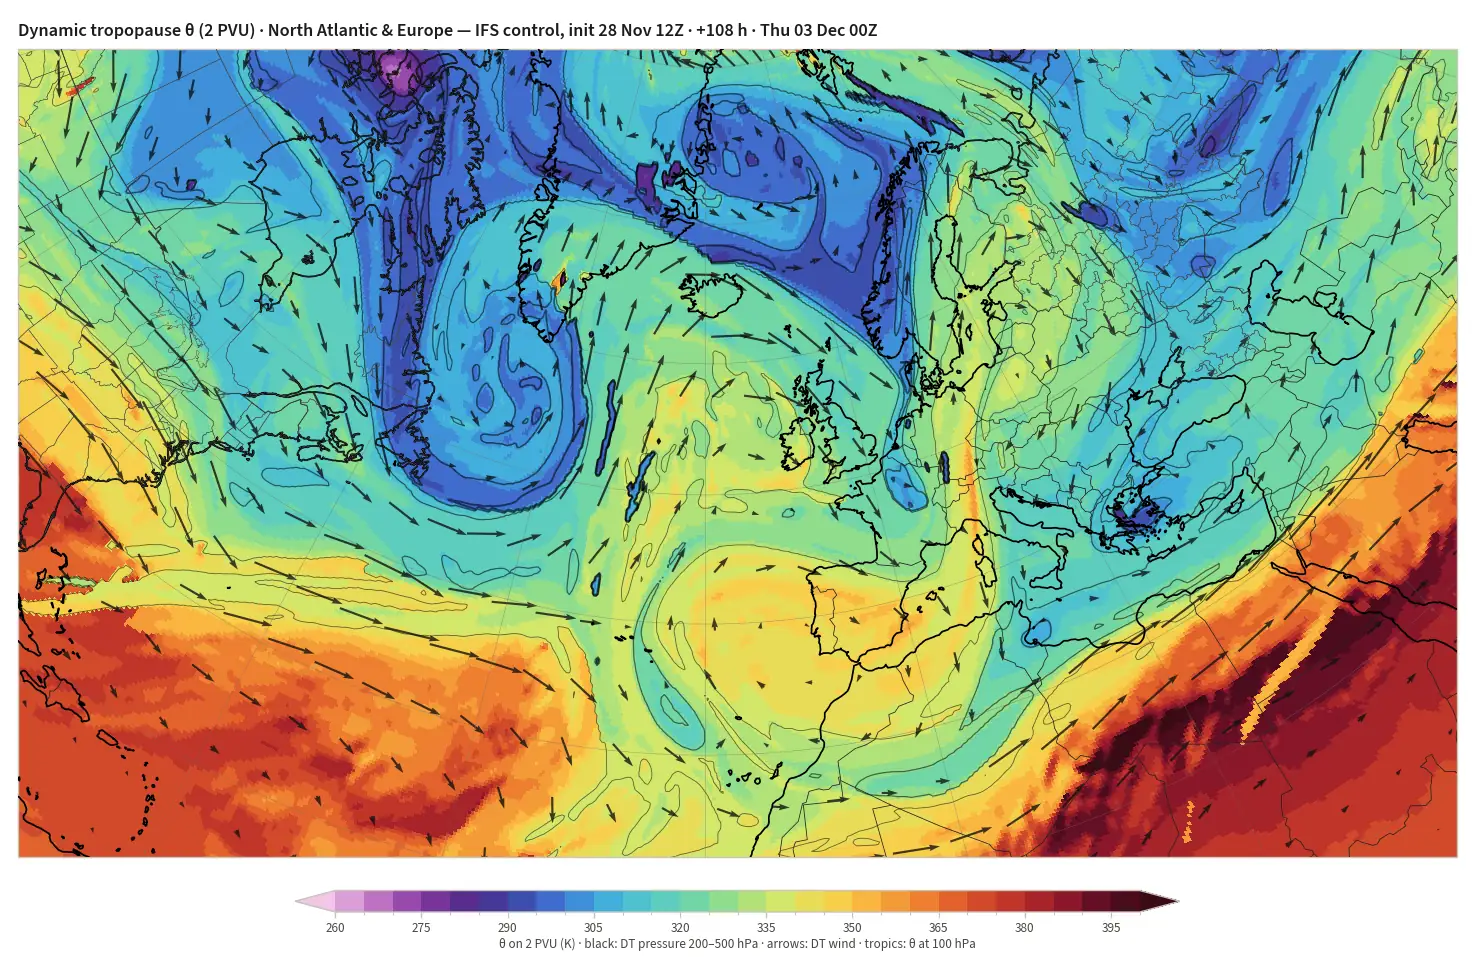 Dynamic tropopause θ (2 PVU) · North Atlantic & Europe — IFS control, init 28 Nov 12Z · +108 h · Thu 03 Dec 00Z
260 275 290 305 320 335 350 365 380 395
θ on 2 PVU (K) · black: DT pressure 200–500 hPa · arrows: DT wind · tropics: θ at 100 hPa